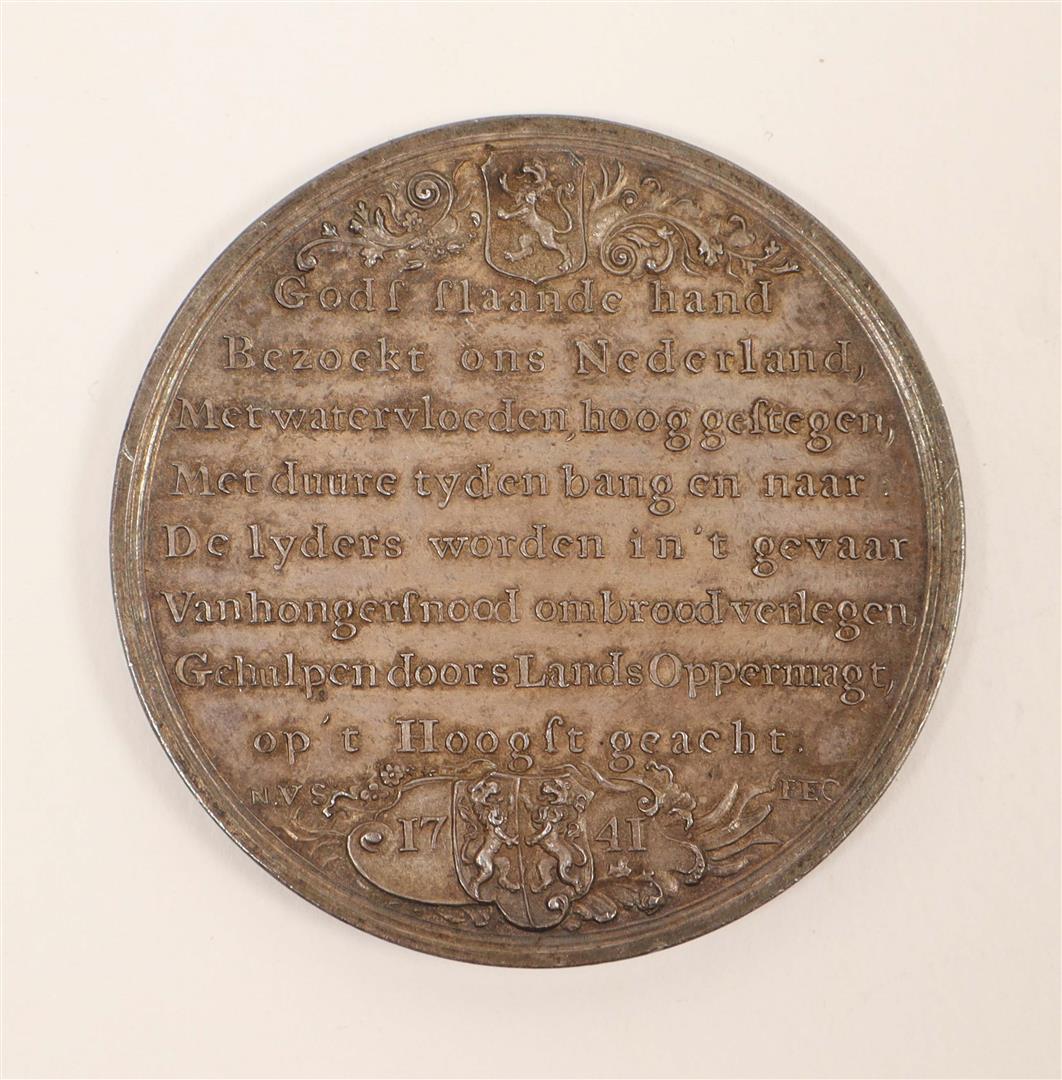 Godſ ſlaande hand
Bezoekt ons Nederland,
Met watervloeden, hoog geſtegen;
Met duure tyden bang en naar:
De lyders worden in't gevaar
Van hongerſnood om brood verlegen,
Gehulpen door s Lands Oppermagt,
op't Hoogſt geacht.
N.V S FEC
17 41